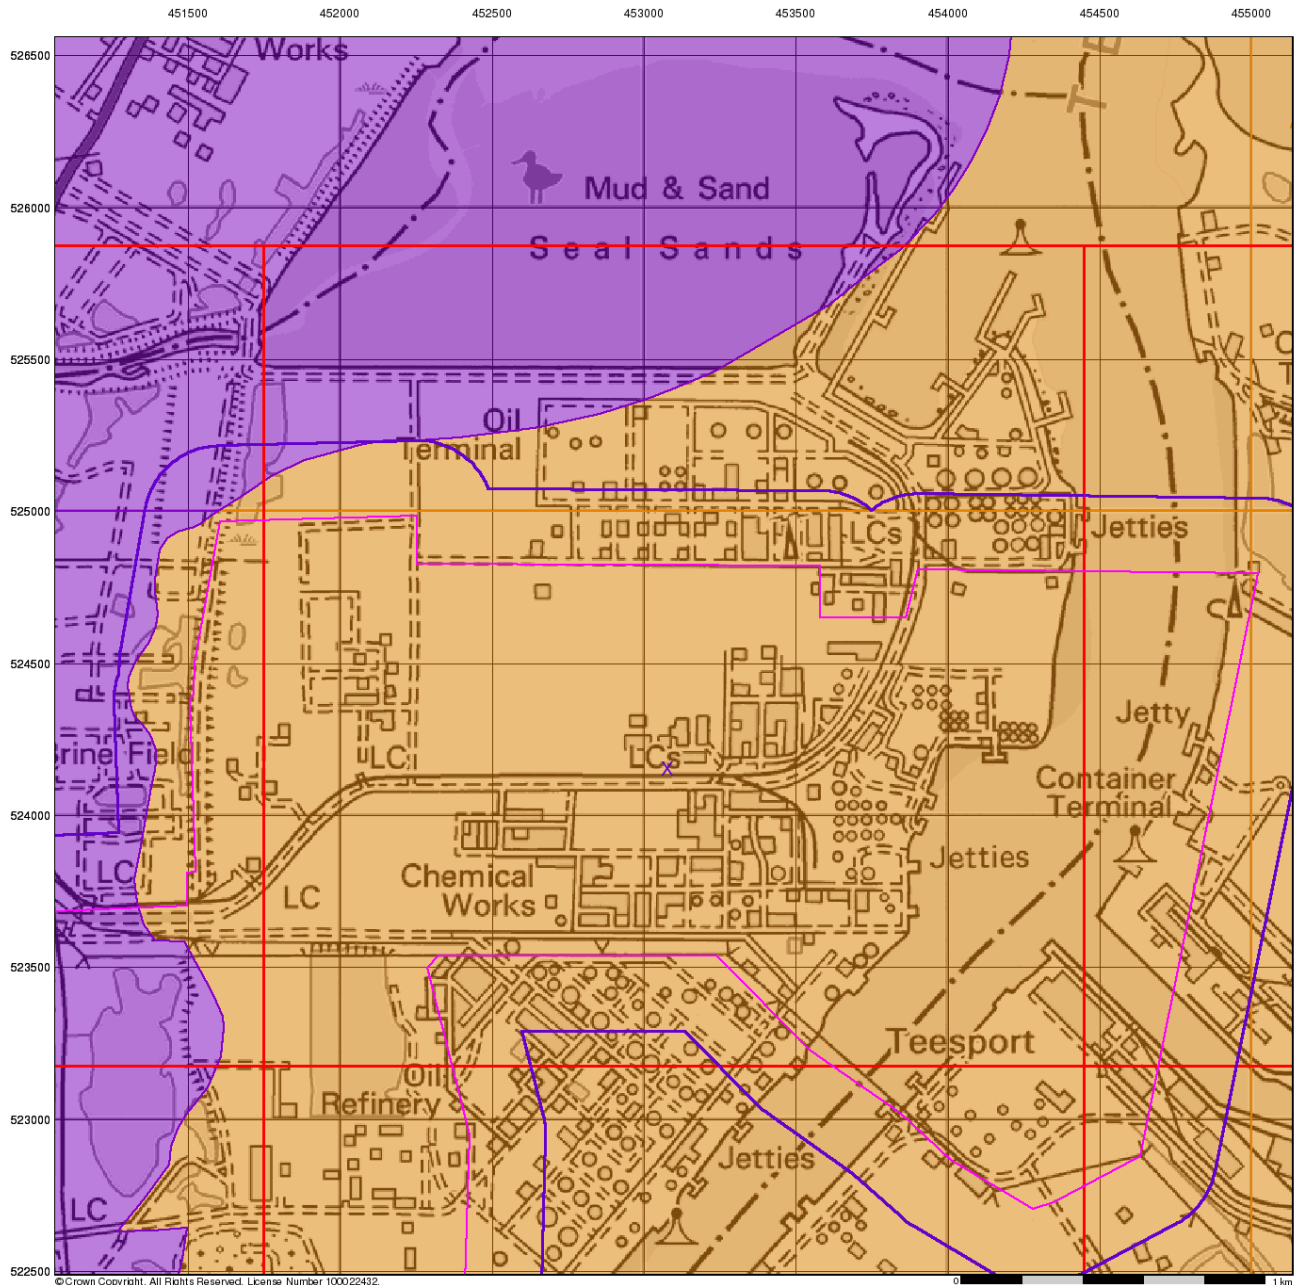 451500 452000 452500 453000 453500 454000 454500 455000
526500
526000
525500
525000
524500
524000
523500
523000
522500
Works
T E
Mud & Sand
Seal Sands
Oil
Terminal
LCs
Jetties
Jetty
Brine Field
LC
LCs
Container
Terminal
LC
LC
Chemical
Works
Jetties
Teesport
Oil
Refinery
Jetties
LC
© Crown Copyright. All Rights Reserved. License Number 100022432.
0 1 km